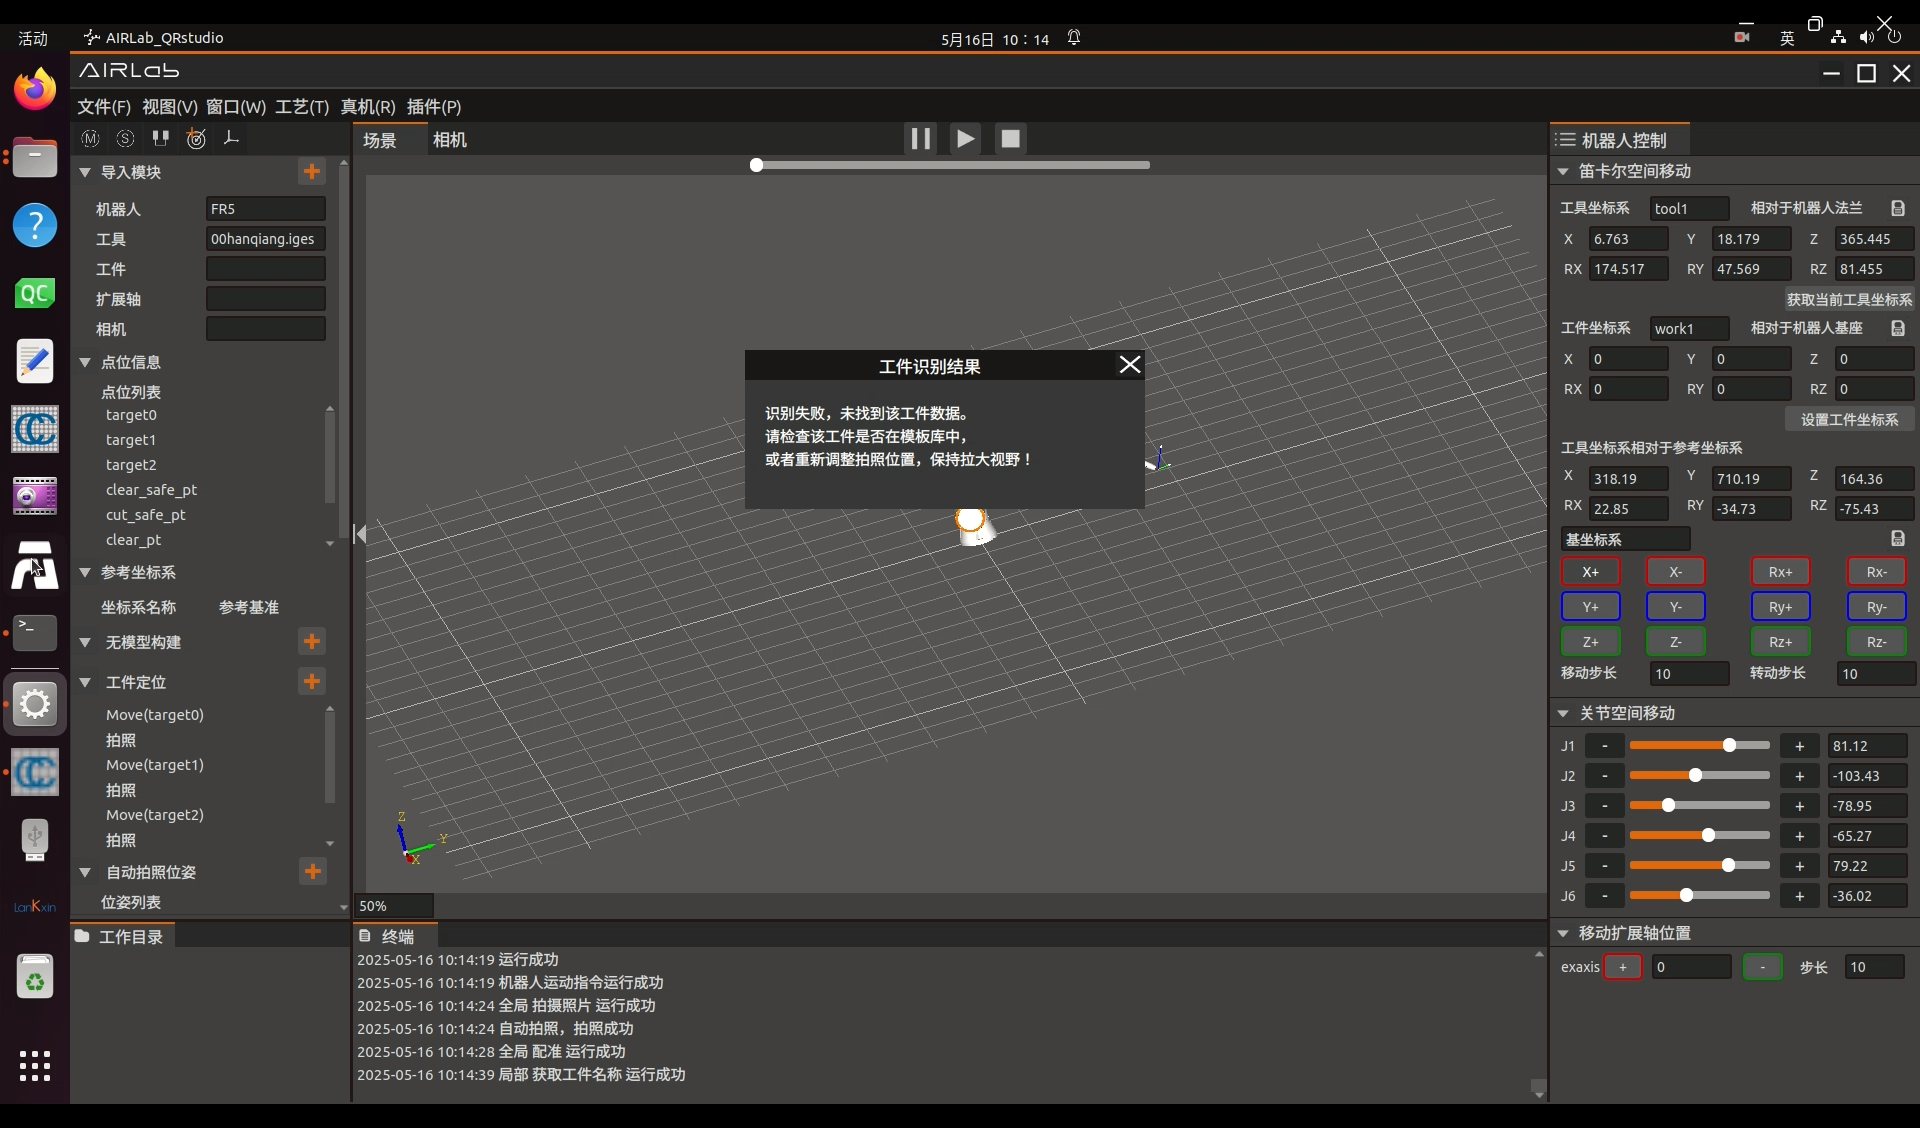 活动
AIRLab_QRstudio
5月16日 10：14
英
AIRLab
文件(F) 视图(V) 窗口(W) 工艺(T) 真机(R) 插件(P)
M S
导入模块
机器人 FR5
工具 00hanqiang.iges
工件
扩展轴
相机
点位信息
点位列表
target0
target1
target2
clear_safe_pt
cut_safe_pt
clear_pt
参考坐标系
坐标系名称 参考基准
无模型构建
工件定位
Move(target0)
拍照
Move(target1)
拍照
Move(target2)
拍照
自动拍照位姿
位姿列表
工作目录
QC
LanKxin
场景 相机
工件识别结果
识别失败，未找到该工件数据。
请检查该工件是否在模板库中，
或者重新调整拍照位置，保持拉大视野！
Z
Y
X
50%
终端
2025-05-16 10:14:19 运行成功
2025-05-16 10:14:19 机器人运动指令运行成功
2025-05-16 10:14:24 全局 拍摄照片 运行成功
2025-05-16 10:14:24 自动拍照，拍照成功
2025-05-16 10:14:28 全局 配准 运行成功
2025-05-16 10:14:39 局部 获取工件名称 运行成功
机器人控制
笛卡尔空间移动
工具坐标系 tool1 相对于机器人法兰
X 6.763 Y 18.179 Z 365.445
RX 174.517 RY 47.569 RZ 81.455
获取当前工具坐标系
工件坐标系 work1 相对于机器人基座
X 0 Y 0 Z 0
RX 0 RY 0 RZ 0
设置工件坐标系
工具坐标系相对于参考坐标系
X 318.19 Y 710.19 Z 164.36
RX 22.85 RY -34.73 RZ -75.43
基坐标系
X+ X- Rx+ Rx-
Y+ Y- Ry+ Ry-
Z+ Z- Rz+ Rz-
移动步长 10 转动步长 10
关节空间移动
J1 - + 81.12
J2 - + -103.43
J3 - + -78.95
J4 - + -65.27
J5 - + 79.22
J6 - + -36.02
移动扩展轴位置
exaxis + 0 - 步长 10